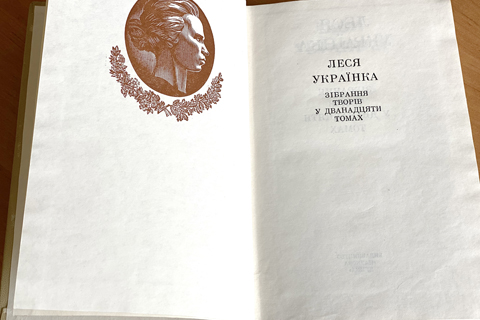 ЛЕСЯ
УКРАЇНКА
ЗІБРАННЯ
ТВОРІВ
У ДВАНАДЦЯТИ
ТОМАХ